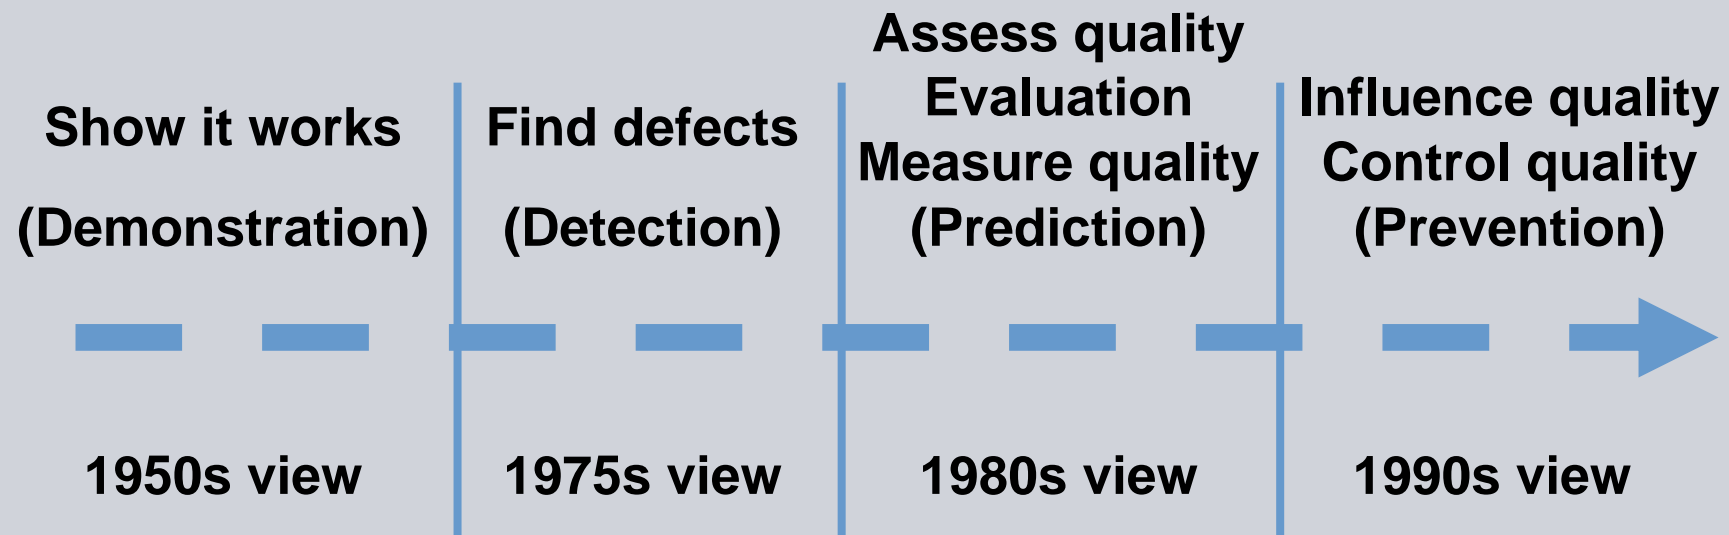 Show it works
(Demonstration)
Find defects
(Detection)
Assess quality
Evaluation
Measure quality
(Prediction)
Influence quality
Control quality
(Prevention)
1950s view
1975s view
1980s view
1990s view